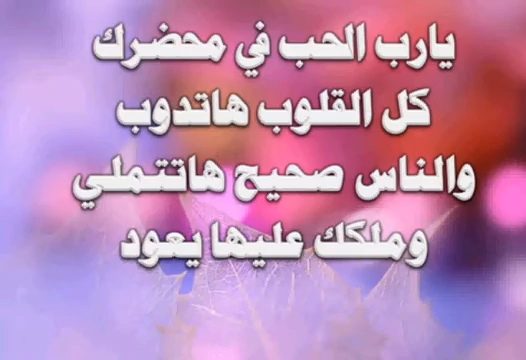 يارب الحب في محضرك
كل القلوب هاتدوب
والناس صحيح هاتتملي
وملكك عليها يعود